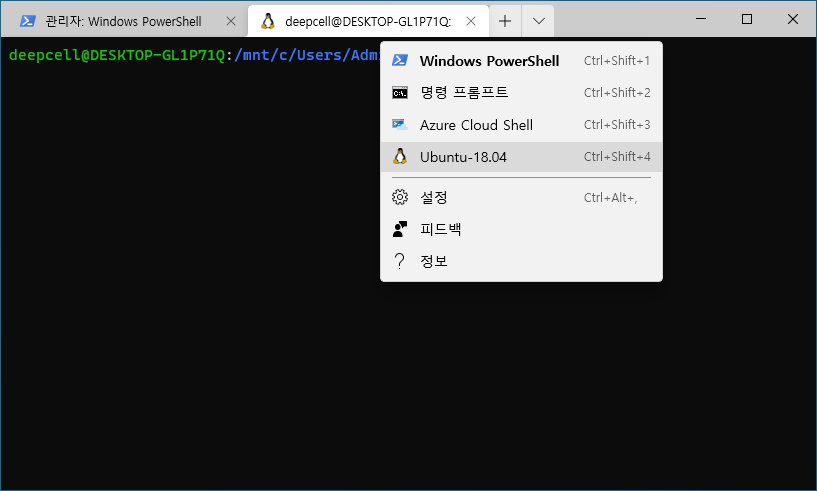 관리자: Windows PowerShell
deepcell@DESKTOP-GL1P71Q:
deepcell@DESKTOP-GL1P71Q:/mnt/c/Users/Adm
Windows PowerShell Ctrl+Shift+1
명령 프롬프트 Ctrl+Shift+2
Azure Cloud Shell Ctrl+Shift+3
Ubuntu-18.04 Ctrl+Shift+4
설정 Ctrl+Alt+,
피드백
정보